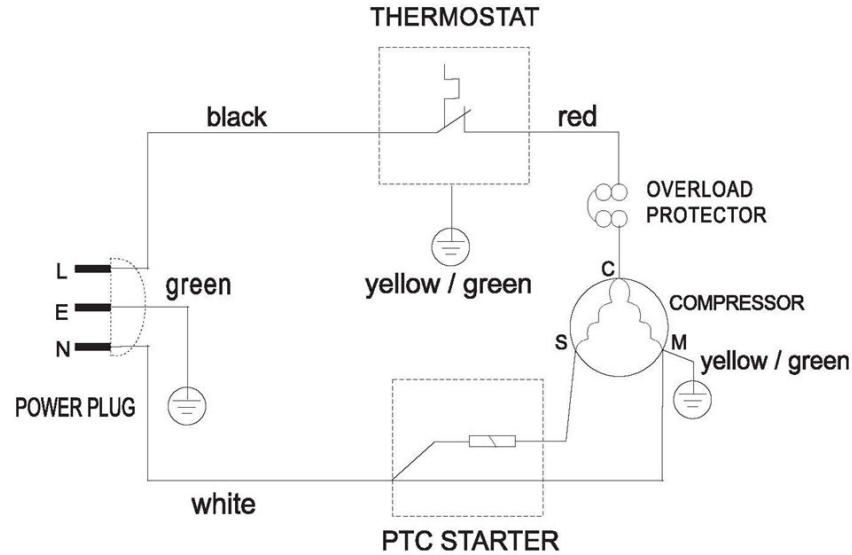 THERMOSTAT
black
red
OVERLOAD
PROTECTOR
L
green
yellow / green
C
COMPRESSOR
E
S
M
N
yellow / green
POWER PLUG
white
PTC STARTER